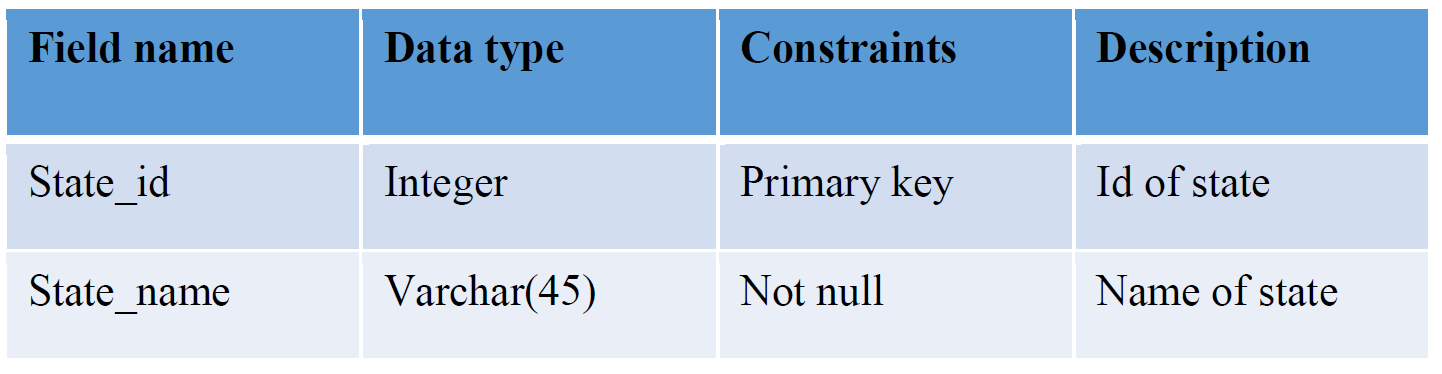 Field name Data type Constraints Description
State_id Integer Primary key Id of state
State_name Varchar(45) Not null Name of state